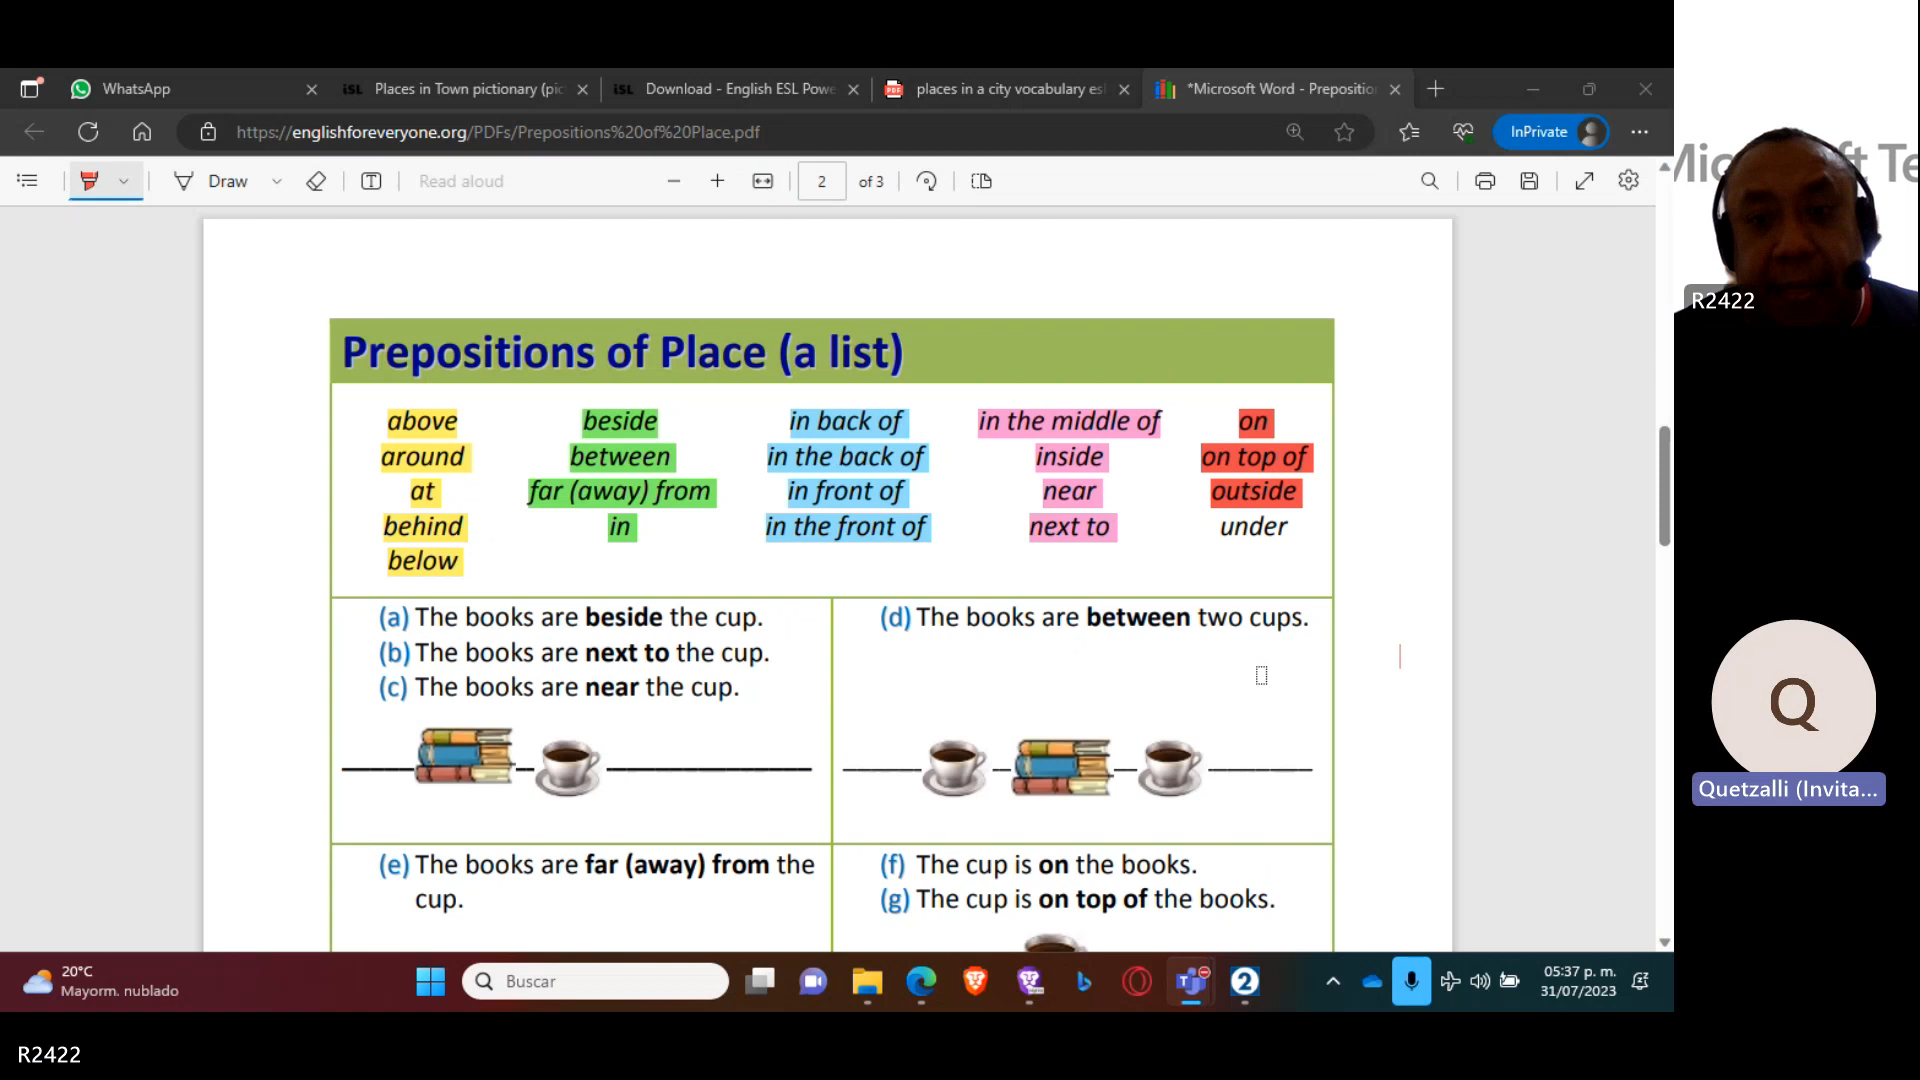 WhatsApp
Places in Town pictionary (pic
Download - English ESL Powe
places in a city vocabulary esl
*Microsoft Word - Prepositio
https://englishforeveryone.org/PDFs/Prepositions%20of%20Place.pdf
InPrivate
Draw
Read aloud
2 of 3
Prepositions of Place (a list)
above beside in back of in the middle of on
around between in the back of inside on top of
at far (away) from in front of near outside
behind in in the front of next to under
below
(a) The books are beside the cup.
(b) The books are next to the cup.
(c) The books are near the cup.
(d) The books are between two cups.
(e) The books are far (away) from the
cup.
(f) The cup is on the books.
(g) The cup is on top of the books.
20°C
Mayorm. nublado
Buscar
05:37 p. m.
31/07/2023
R2422
Q
Quetzalli (Invita...
R2422